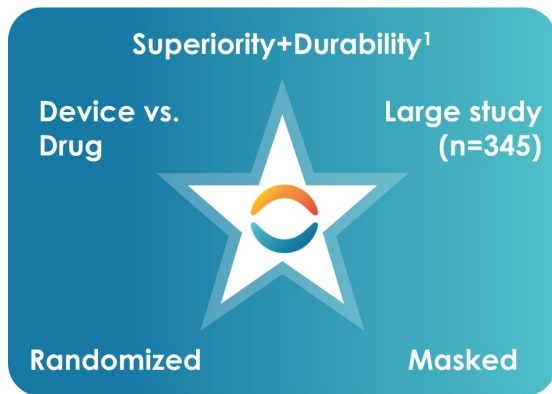 Superiority+Durability¹
Device vs.
Drug
Large study
(n=345)
Randomized
Masked